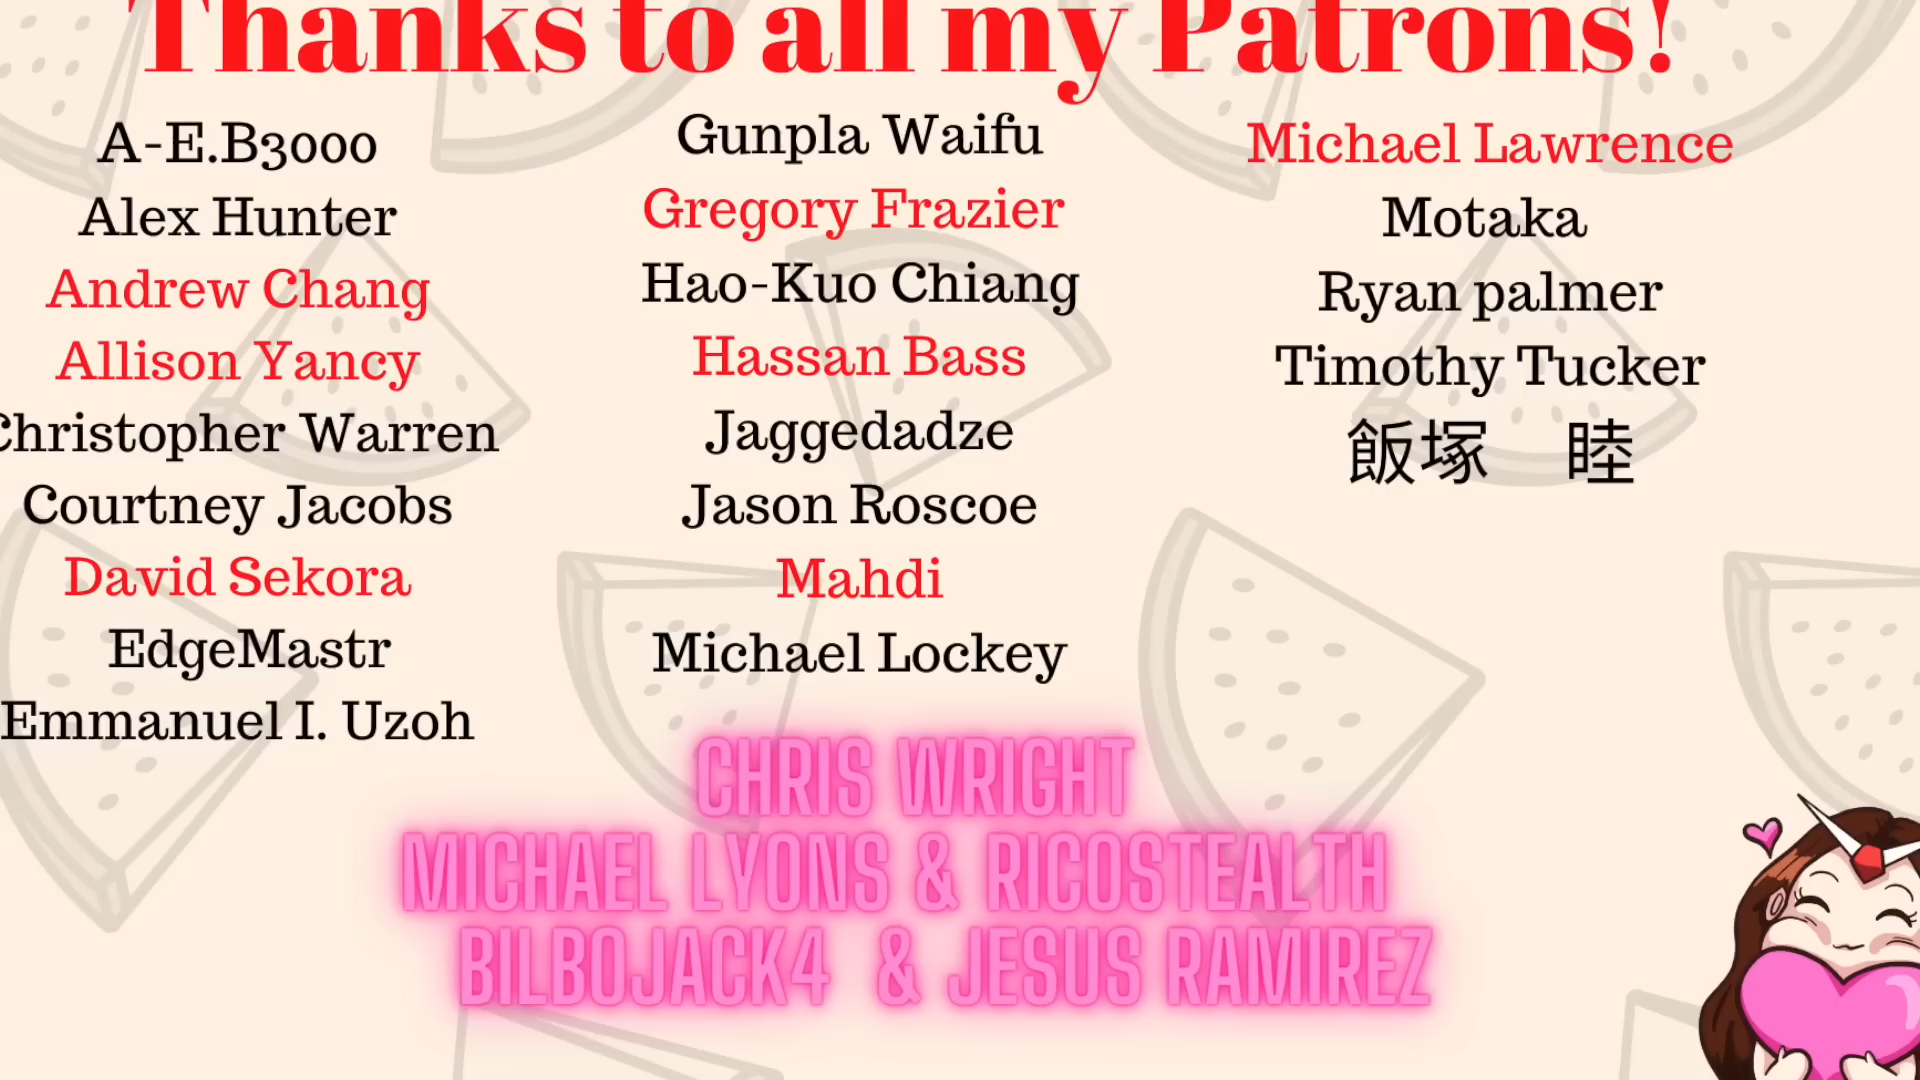 Thanks to all my Patrons!
A-E.B3000
Alex Hunter
Andrew Chang
Allison Yancy
Christopher Warren
Courtney Jacobs
David Sekora
EdgeMastr
Emmanuel I. Uzoh
Gunpla Waifu
Gregory Frazier
Hao-Kuo Chiang
Hassan Bass
Jaggedadze
Jason Roscoe
Mahdi
Michael Lockey
Michael Lawrence
Motaka
Ryan palmer
Timothy Tucker
飯塚　睦
CHRIS WRIGHT
MICHAEL LYONS & RICOSTEALTH
BILBOJACK4 & JESUS RAMIREZ